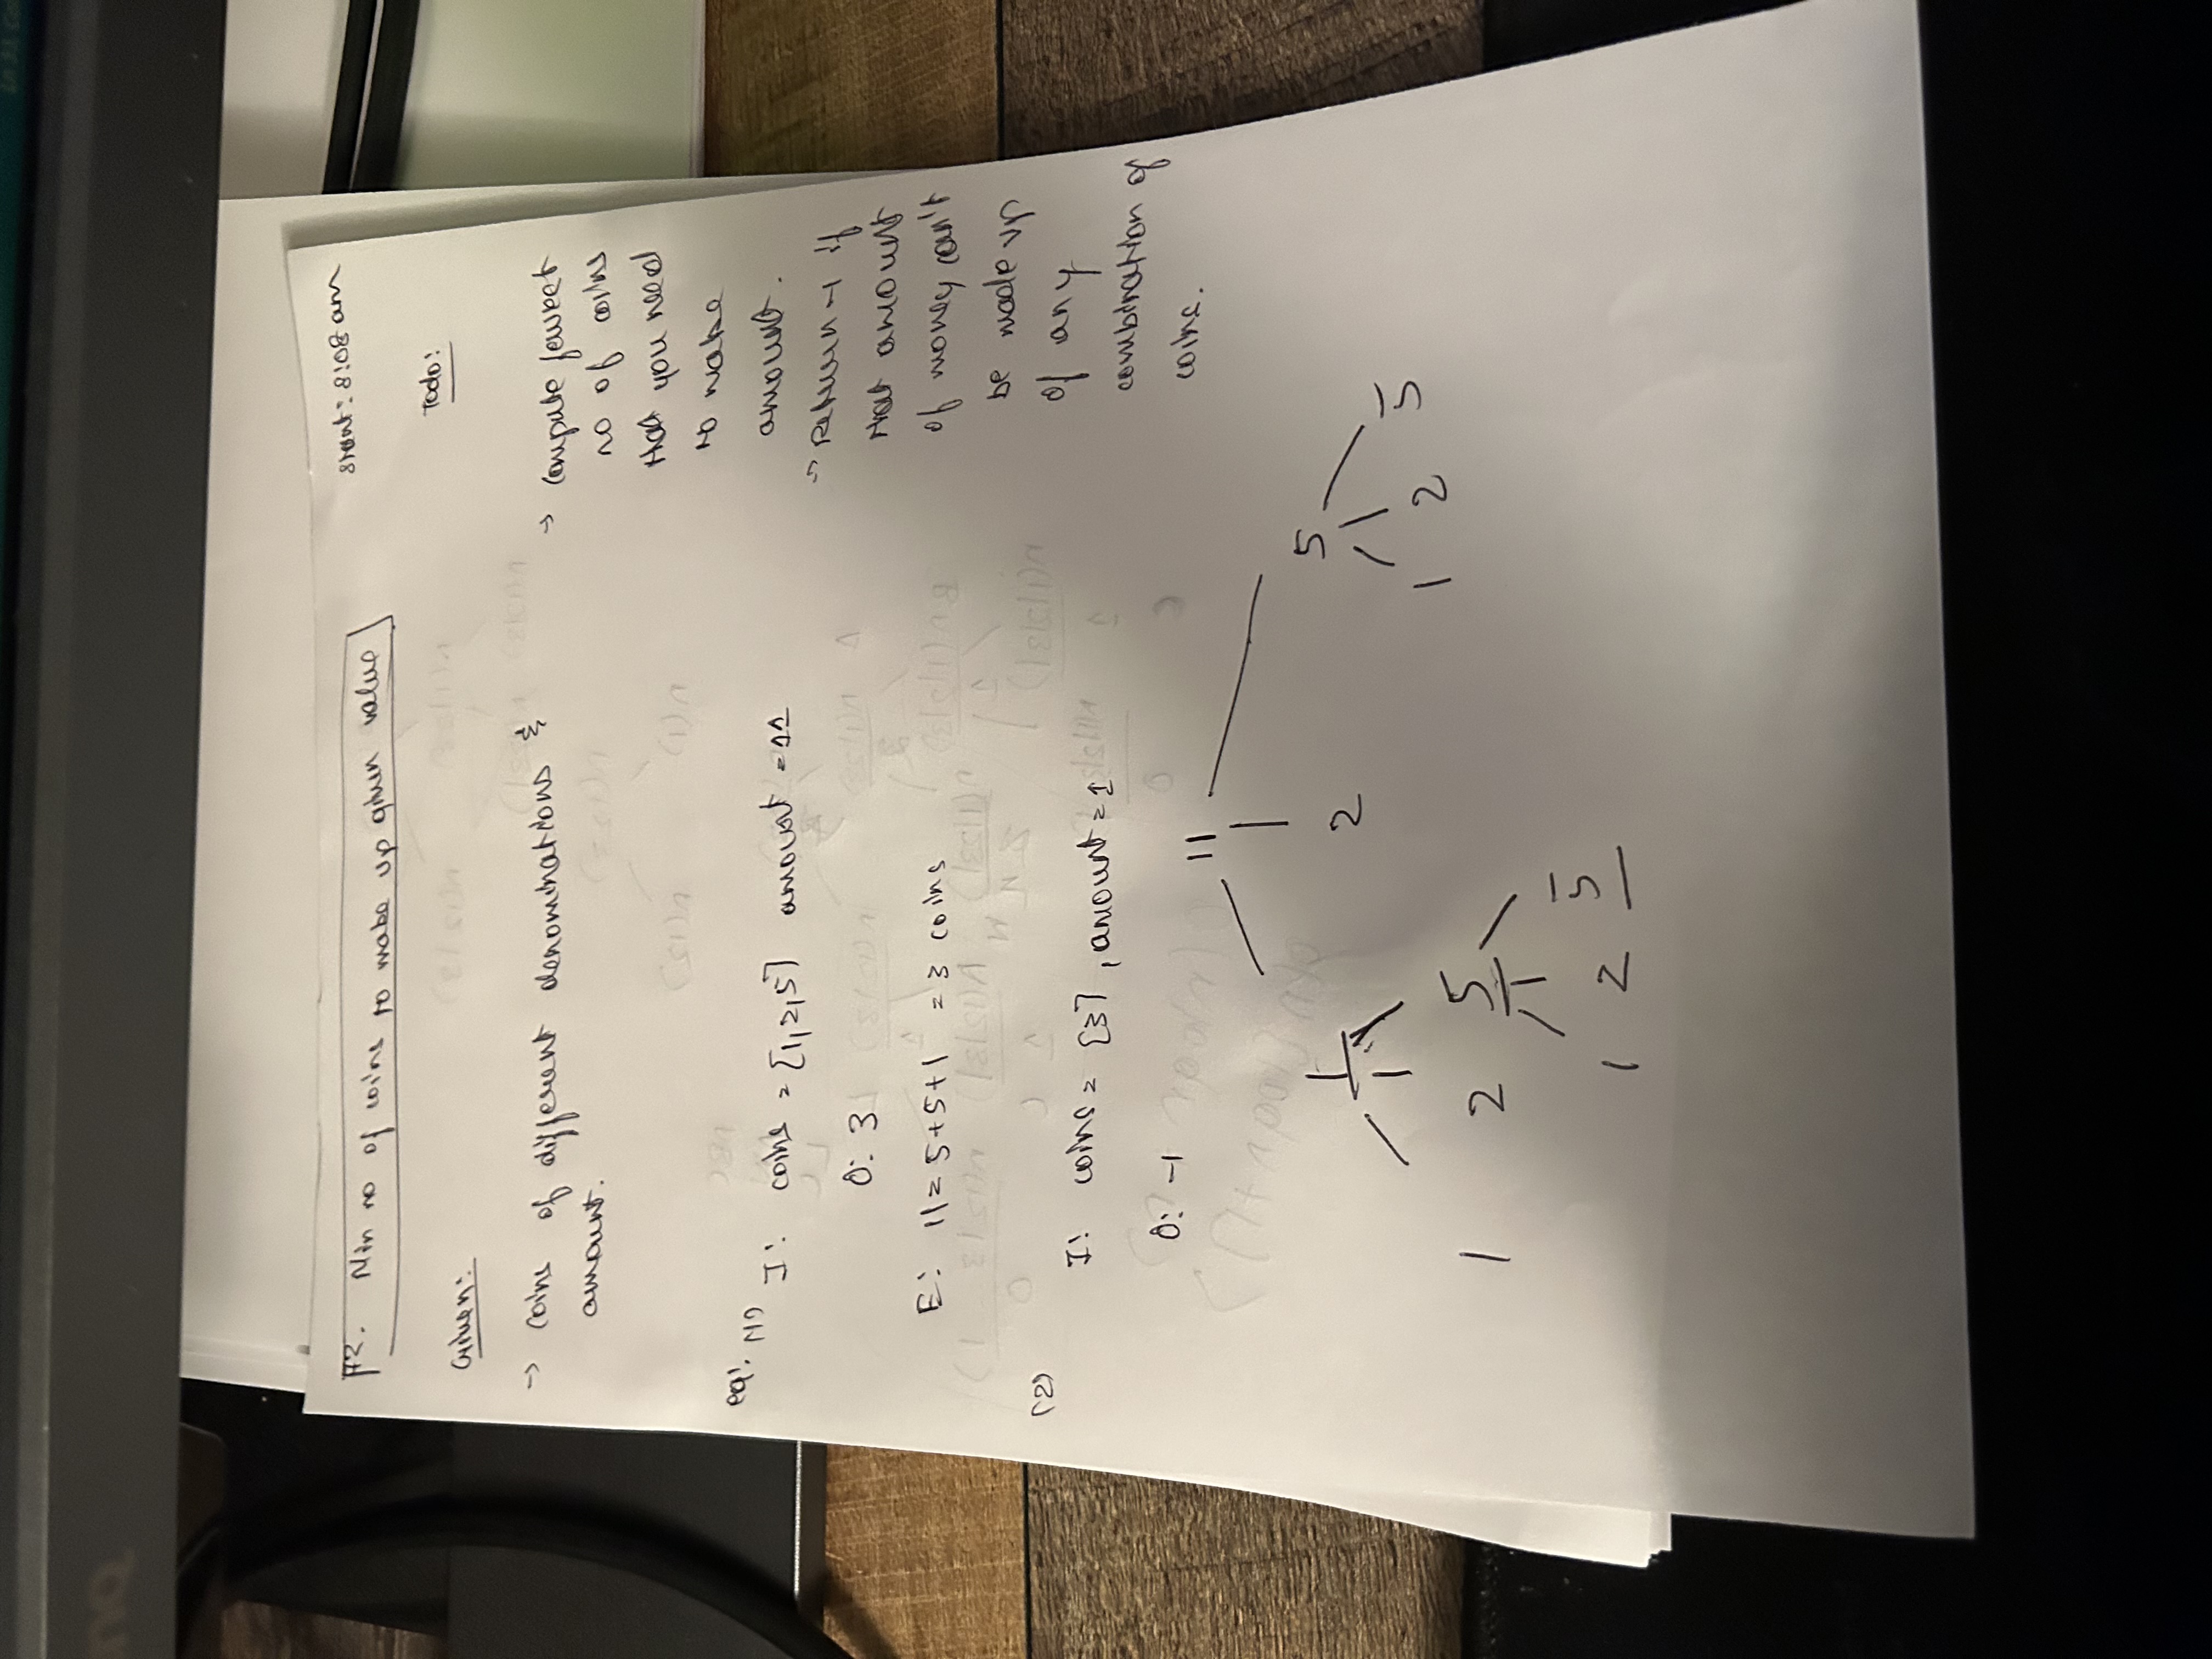 P2. Min no of coins to make up given value
Start: 8:08 am
Given:
→ coins of different denominations &
amount.
eg: (1)
I: coins = [1,2,5] amount = 11
O: 3
E: 11 = 5+5+1 = 3 coins
(2)
I: coins = [3], amount = 1
O: -1
Todo:
→ compute fewest
no of coins
that you need
to make
amount.
→ Return -1 if
that amount
of money can't
be made up
of any
combination of
coins.
11
1 2 5
1 2 5
1 2 5
1 2 5